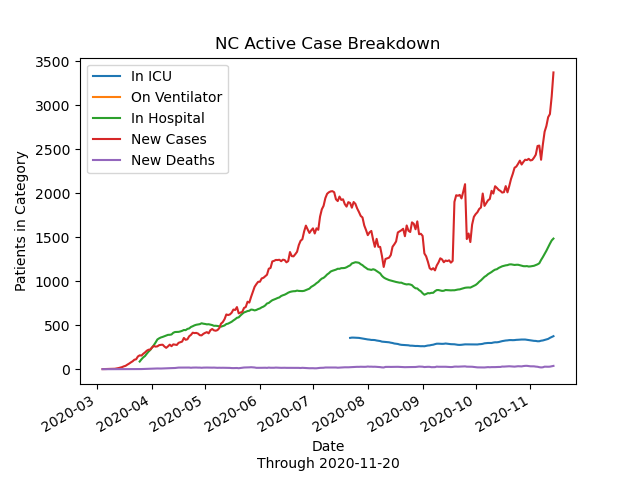 NC Active Case Breakdown
In ICU
On Ventilator
In Hospital
New Cases
New Deaths
Patients in Category
3500
3000
2500
2000
1500
1000
500
0
2020-03
2020-04
2020-05
2020-06
2020-07
2020-08
2020-09
2020-10
2020-11
Date
Through 2020-11-20